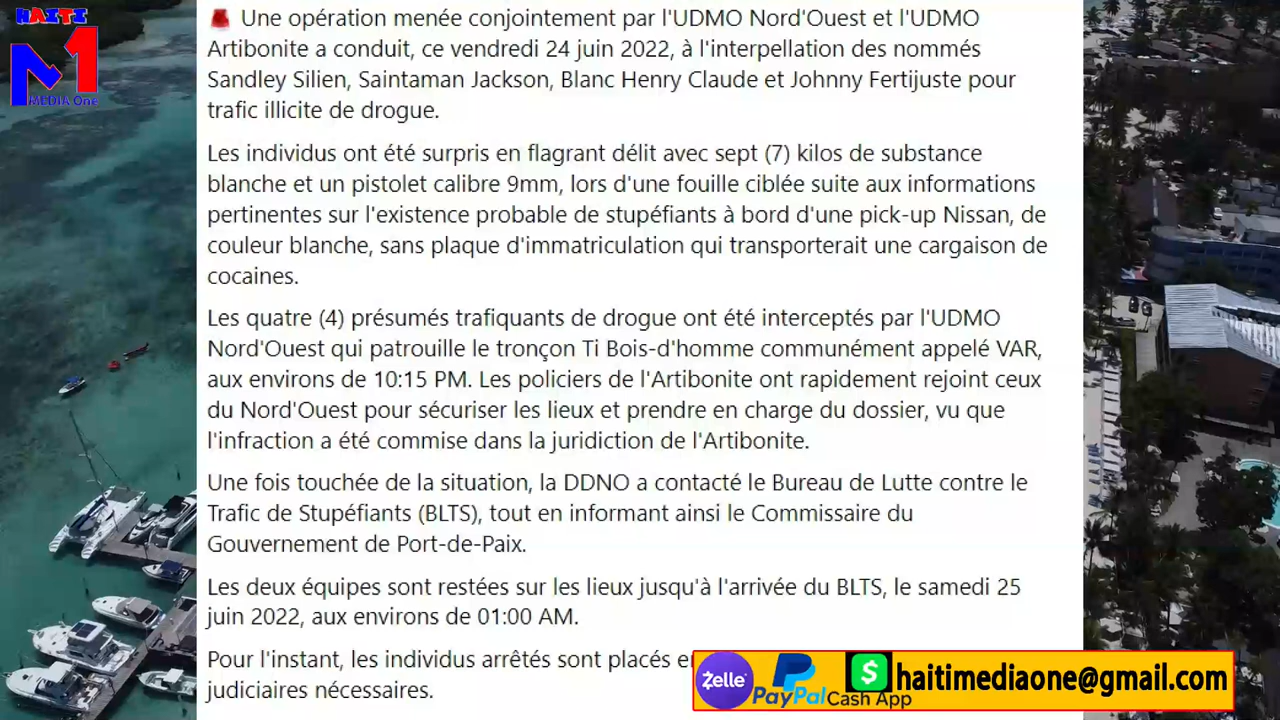 HAITI
M1
MEDIA One
Une opération menée conjointement par l'UDMO Nord'Ouest et l'UDMO
Artibonite a conduit, ce vendredi 24 juin 2022, à l'interpellation des nommés
Sandley Silien, Saintaman Jackson, Blanc Henry Claude et Johnny Fertijuste pour
trafic illicite de drogue.
Les individus ont été surpris en flagrant délit avec sept (7) kilos de substance
blanche et un pistolet calibre 9mm, lors d'une fouille ciblée suite aux informations
pertinentes sur l'existence probable de stupéfiants à bord d'une pick-up Nissan, de
couleur blanche, sans plaque d'immatriculation qui transporterait une cargaison de
cocaines.
Les quatre (4) présumés trafiquants de drogue ont été interceptés par l'UDMO
Nord'Ouest qui patrouille le tronçon Ti Bois-d'homme communément appelé VAR,
aux environs de 10:15 PM. Les policiers de l'Artibonite ont rapidement rejoint ceux
du Nord'Ouest pour sécuriser les lieux et prendre en charge du dossier, vu que
l'infraction a été commise dans la juridiction de l'Artibonite.
Une fois touchée de la situation, la DDNO a contacté le Bureau de Lutte contre le
Trafic de Stupéfiants (BLTS), tout en informant ainsi le Commissaire du
Gouvernement de Port-de-Paix.
Les deux équipes sont restées sur les lieux jusqu'à l'arrivée du BLTS, le samedi 25
juin 2022, aux environs de 01:00 AM.
Pour l'instant, les individus arrêtés sont placés
judiciaires nécessaires.
Zelle
PayPal
$
Cash App
haitimediaone@gmail.com